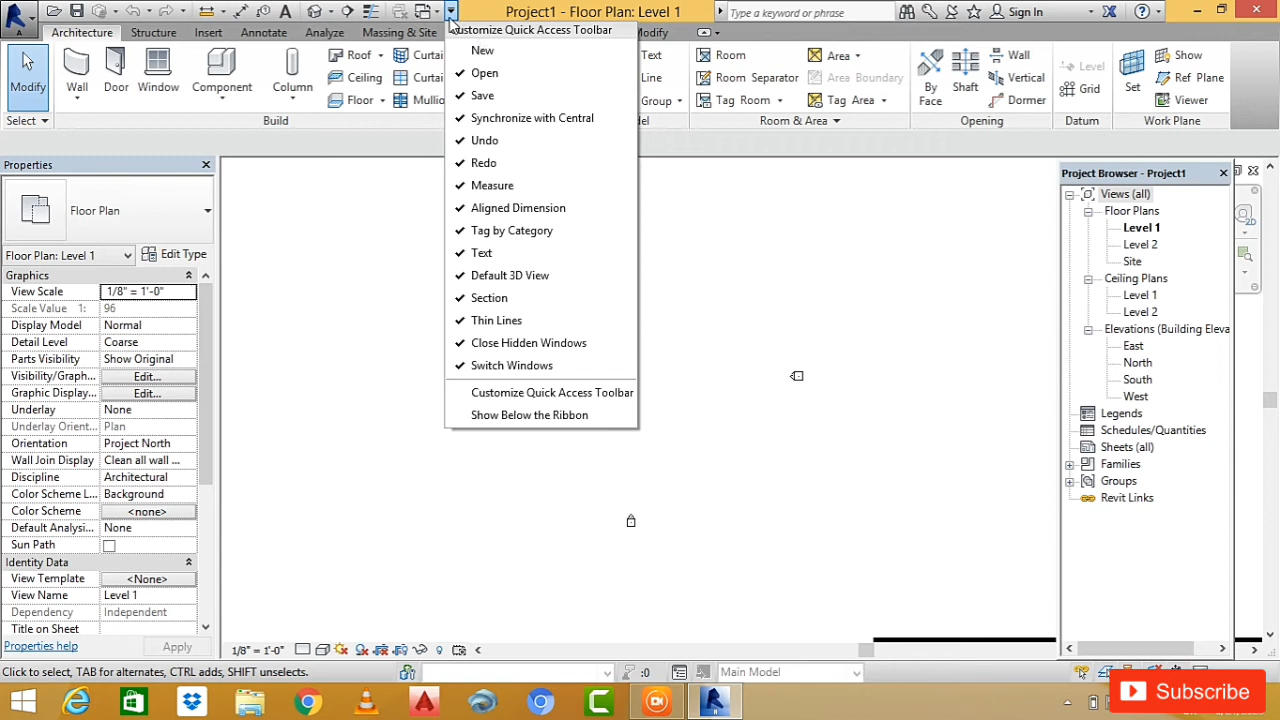 Project1 - Floor Plan: Level 1
Type a keyword or phrase
Sign In
Architecture
Structure
Insert
Annotate
Analyze
Massing & Site
Modify
Customize Quick Access Toolbar
New
Open
Save
Synchronize with Central
Undo
Redo
Measure
Aligned Dimension
Tag by Category
Text
Default 3D View
Section
Thin Lines
Close Hidden Windows
Switch Windows
Customize Quick Access Toolbar
Show Below the Ribbon
Modify
Wall
Door
Window
Component
Column
Roof
Ceiling
Floor
Text
Line
Group
Room
Room Separator
Tag Room
Area
Area Boundary
Tag Area
By
Face
Shaft
Wall
Vertical
Dormer
Level
Grid
Set
Show
Ref Plane
Viewer
Select
Build
Room & Area
Opening
Datum
Work Plane
Properties
Floor Plan
Floor Plan: Level 1
Edit Type
Graphics
View Scale 1/8" = 1'-0"
Scale Value 1: 96
Display Model Normal
Detail Level Coarse
Parts Visibility Show Original
Visibility/Graph... Edit...
Graphic Display... Edit...
Underlay None
Underlay Orien... Plan
Orientation Project North
Wall Join Display Clean all wall ...
Discipline Architectural
Color Scheme L... Background
Color Scheme <none>
Default Analysi... None
Sun Path
Identity Data
View Template <None>
View Name Level 1
Dependency Independent
Title on Sheet
Properties help
Apply
Project Browser - Project1
Views (all)
Floor Plans
Level 1
Level 2
Site
Ceiling Plans
Level 1
Level 2
Elevations (Building Eleva
East
North
South
West
Legends
Schedules/Quantities
Sheets (all)
Families
Groups
Revit Links
2D
1/8" = 1'-0"
Click to select, TAB for alternates, CTRL adds, SHIFT unselects.
:0
Main Model
Subscribe